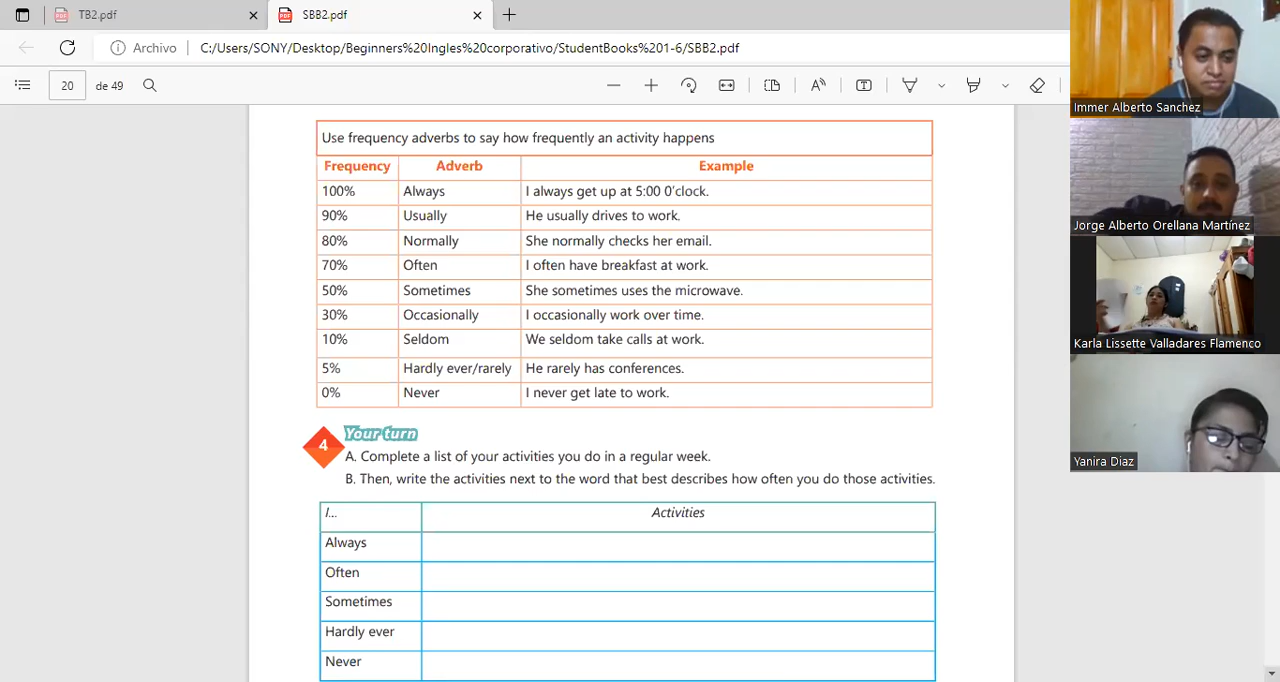 TB2.pdf
SBB2.pdf
Archivo
C:/Users/SONY/Desktop/Beginners%20Ingles%20corporativo/StudentBooks%201-6/SBB2.pdf
20 de 49
Use frequency adverbs to say how frequently an activity happens
Frequency Adverb Example
100% Always I always get up at 5:00 0'clock.
90% Usually He usually drives to work.
80% Normally She normally checks her email.
70% Often I often have breakfast at work.
50% Sometimes She sometimes uses the microwave.
30% Occasionally I occasionally work over time.
10% Seldom We seldom take calls at work.
5% Hardly ever/rarely He rarely has conferences.
0% Never I never get late to work.
4 Your turn
A. Complete a list of your activities you do in a regular week.
B. Then, write the activities next to the word that best describes how often you do those activities.
I... Activities
Always
Often
Sometimes
Hardly ever
Never
Immer Alberto Sanchez
Jorge Alberto Orellana Martínez
Karla Lissette Valladares Flamenco
Yanira Diaz